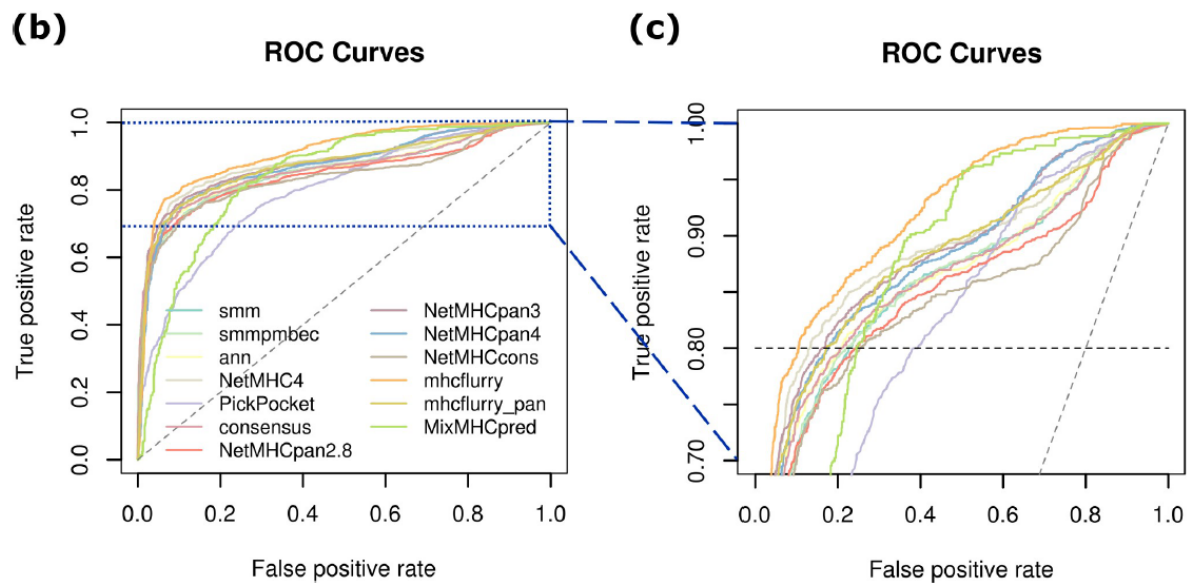 (b)
ROC Curves
True positive rate
1.0
0.8
0.6
0.4
0.2
0.0
smm
smmpmbec
ann
NetMHC4
PickPocket
consensus
NetMHCpan2.8
NetMHCpan3
NetMHCpan4
NetMHCcons
mhcflurry
mhcflurry_pan
MixMHCpred
0.0 0.2 0.4 0.6 0.8 1.0
False positive rate
(c)
ROC Curves
True positive rate
1.00
0.90
0.80
0.70
0.0 0.2 0.4 0.6 0.8 1.0
False positive rate